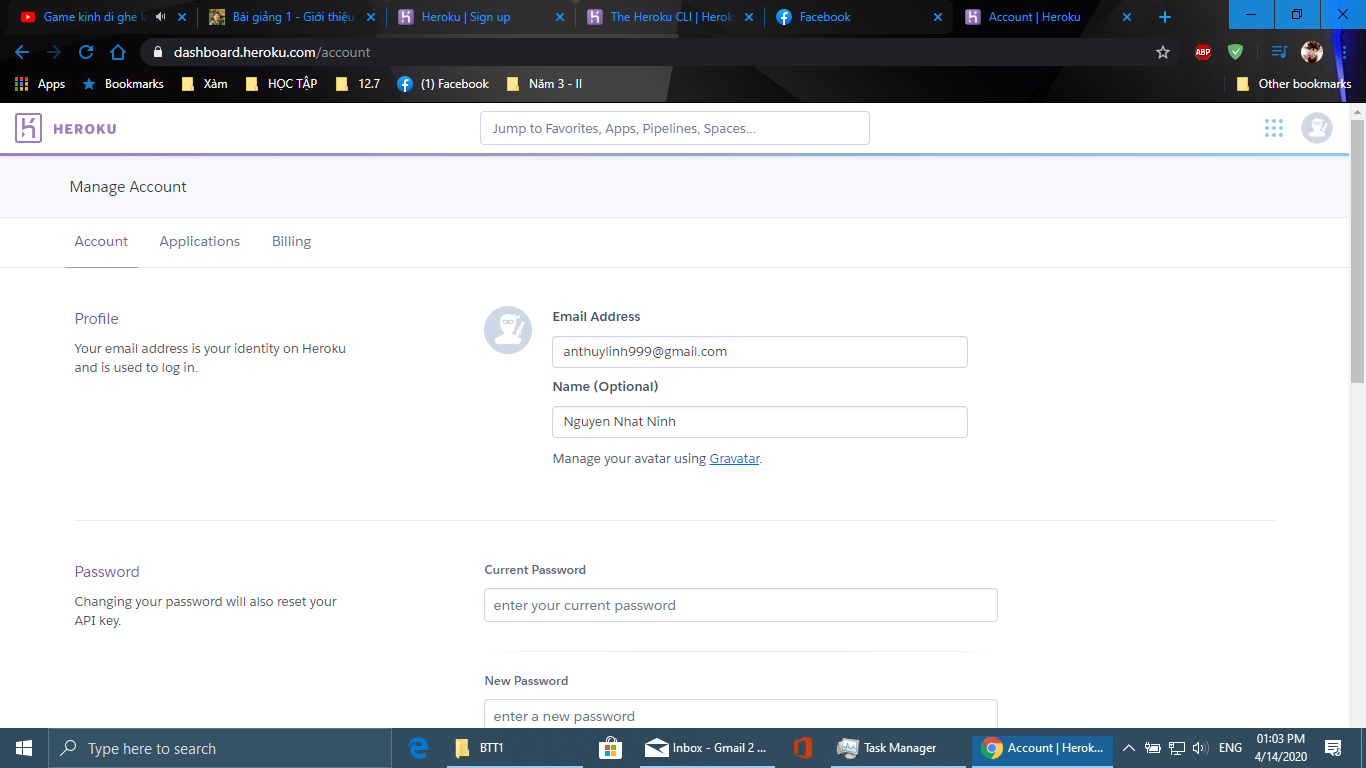 Game kinh di ghe l
Bài giảng 1 - Giới thiệu
Heroku | Sign up
The Heroku CLI | Herok
Facebook
Account | Heroku
dashboard.heroku.com/account
ABP
Apps
Bookmarks
Xàm
HỌC TẬP
12.7
(1) Facebook
Năm 3 - II
Other bookmarks
HEROKU
Jump to Favorites, Apps, Pipelines, Spaces...
Manage Account
Account
Applications
Billing
Profile
Your email address is your identity on Heroku
and is used to log in.
Email Address
anthuylinh999@gmail.com
Name (Optional)
Nguyen Nhat Ninh
Manage your avatar using Gravatar.
Password
Changing your password will also reset your
API key.
Current Password
enter your current password
New Password
enter a new password
Type here to search
BTT1
Inbox - Gmail 2 ...
Task Manager
Account | Herok...
ENG
01:03 PM
4/14/2020